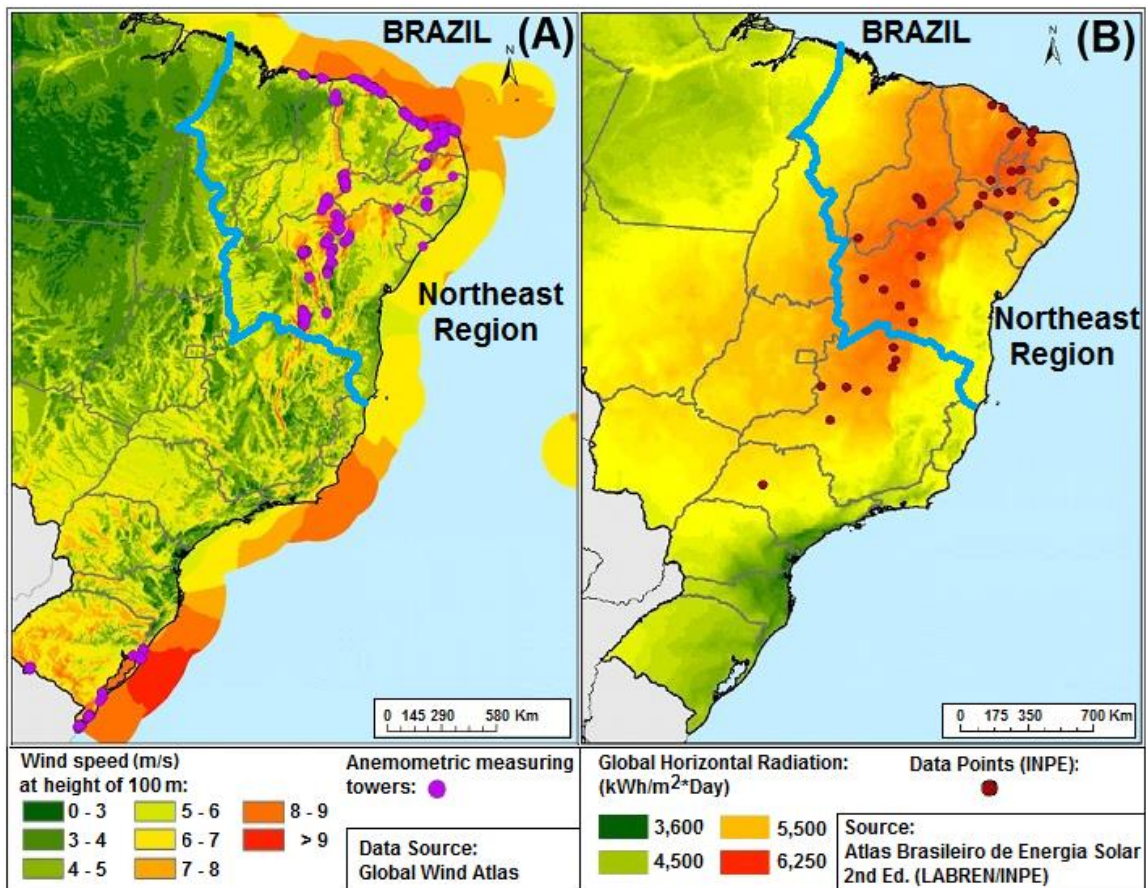 BRAZIL
N
(A)
Northeast
Region
0 145 290 580 Km
BRAZIL
N
(B)
Northeast
Region
0 175 350 700 Km
Wind speed (m/s)
at height of 100 m:
0 - 3
3 - 4
4 - 5
5 - 6
6 - 7
7 - 8
8 - 9
> 9
Anemometric measuring
towers:
Data Source:
Global Wind Atlas
Global Horizontal Radiation:
(kWh/m²*Day)
3,600
4,500
5,500
6,250
Data Points (INPE):
Source:
Atlas Brasileiro de Energia Solar
2nd Ed. (LABREN/INPE)